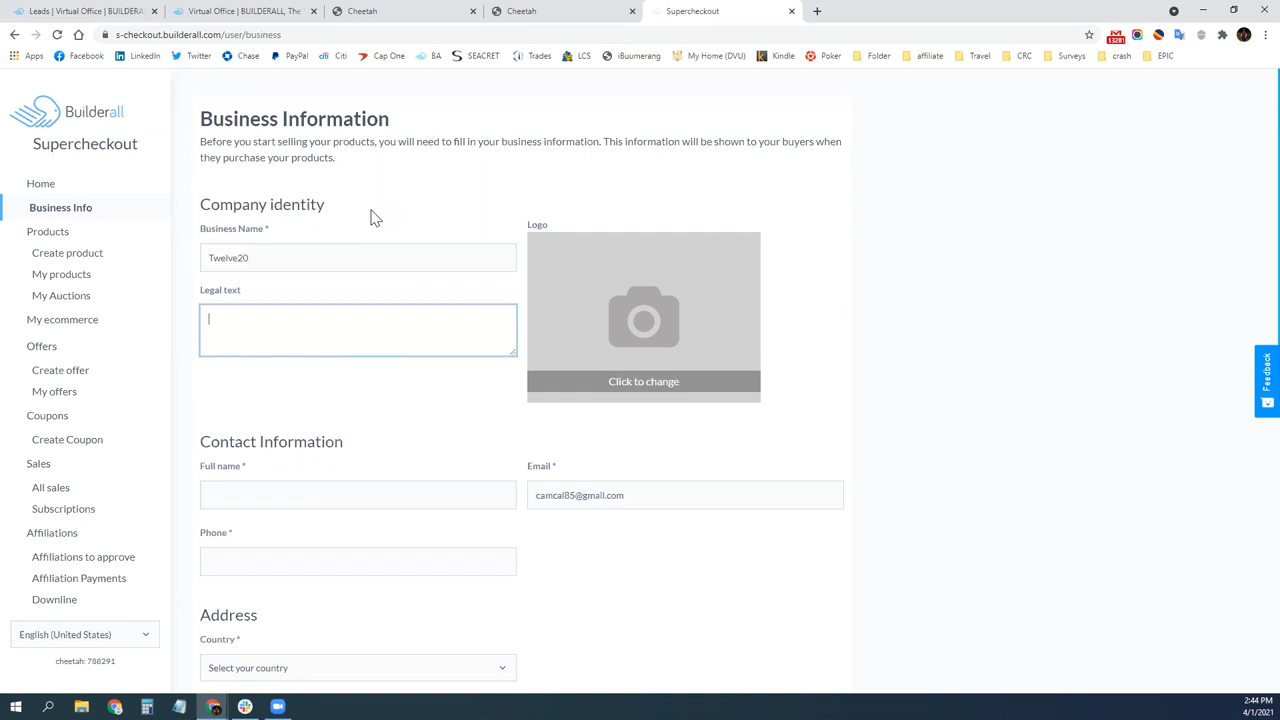 Leads | Virtual Office | BUILDERALL
Virtual Office | BUILDERALL, The
Cheetah
Cheetah
Supercheckout
s-checkout.builderall.com/user/business
13281
Apps
Facebook
LinkedIn
Twitter
Chase
PayPal
Citi
Cap One
BA
SEACRET
Trades
LCS
iBuumerang
My Home (DVU)
Kindle
Poker
Folder
affiliate
Travel
CRC
Surveys
crash
EPIC
Builderall
Supercheckout
Home
Business Info
Products
Create product
My products
My Auctions
My ecommerce
Offers
Create offer
My offers
Coupons
Create Coupon
Sales
All sales
Subscriptions
Affiliations
Affiliations to approve
Affiliation Payments
Downline
English (United States)
cheetah: 788291
Business Information
Before you start selling your products, you will need to fill in your business information. This information will be shown to your buyers when
they purchase your products.
Company identity
Business Name *
Twelve20
Legal text
Logo
Click to change
Contact Information
Full name *
Email *
camcal85@gmail.com
Phone *
Address
Country *
Select your country
Feedback
2:44 PM
4/1/2021